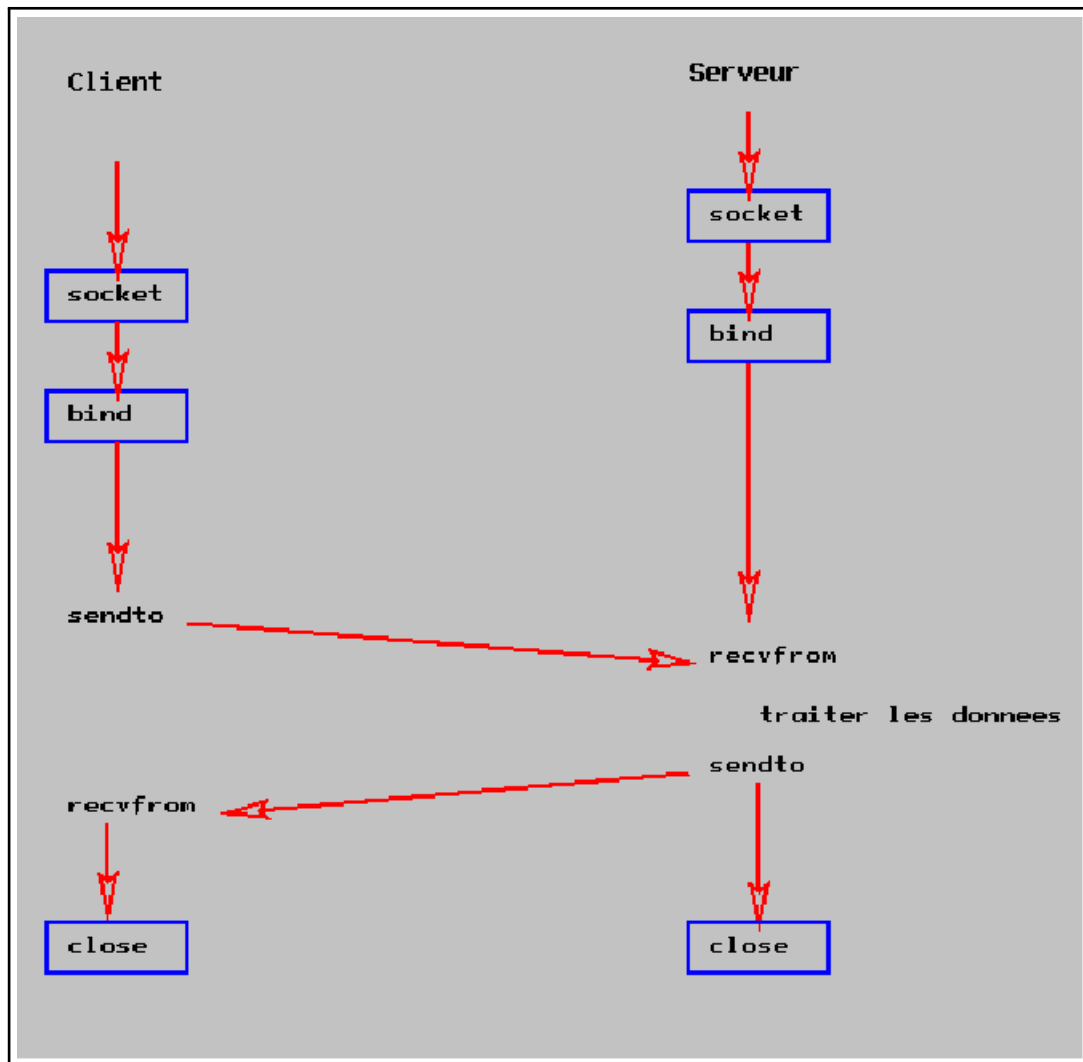 Client
socket
bind
sendto
recvfrom
close
Serveur
socket
bind
recvfrom
traiter les donnees
sendto
close